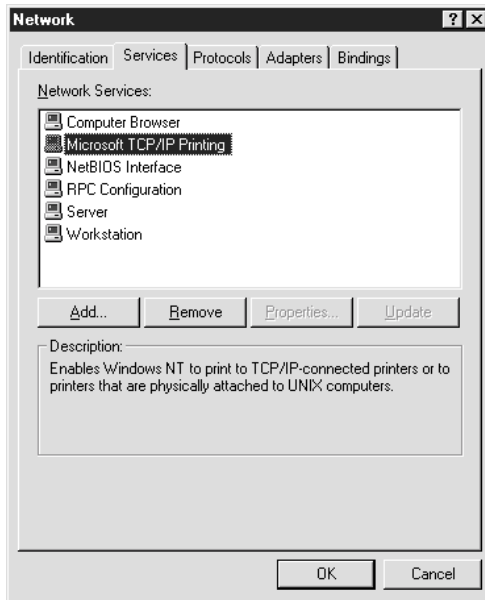 Network
Identification Services Protocols Adapters Bindings
Network Services:
Computer Browser
Microsoft TCP/IP Printing
NetBIOS Interface
RPC Configuration
Server
Workstation
Add... Remove Properties... Update
Description:
Enables Windows NT to print to TCP/IP-connected printers or to
printers that are physically attached to UNIX computers.
OK Cancel